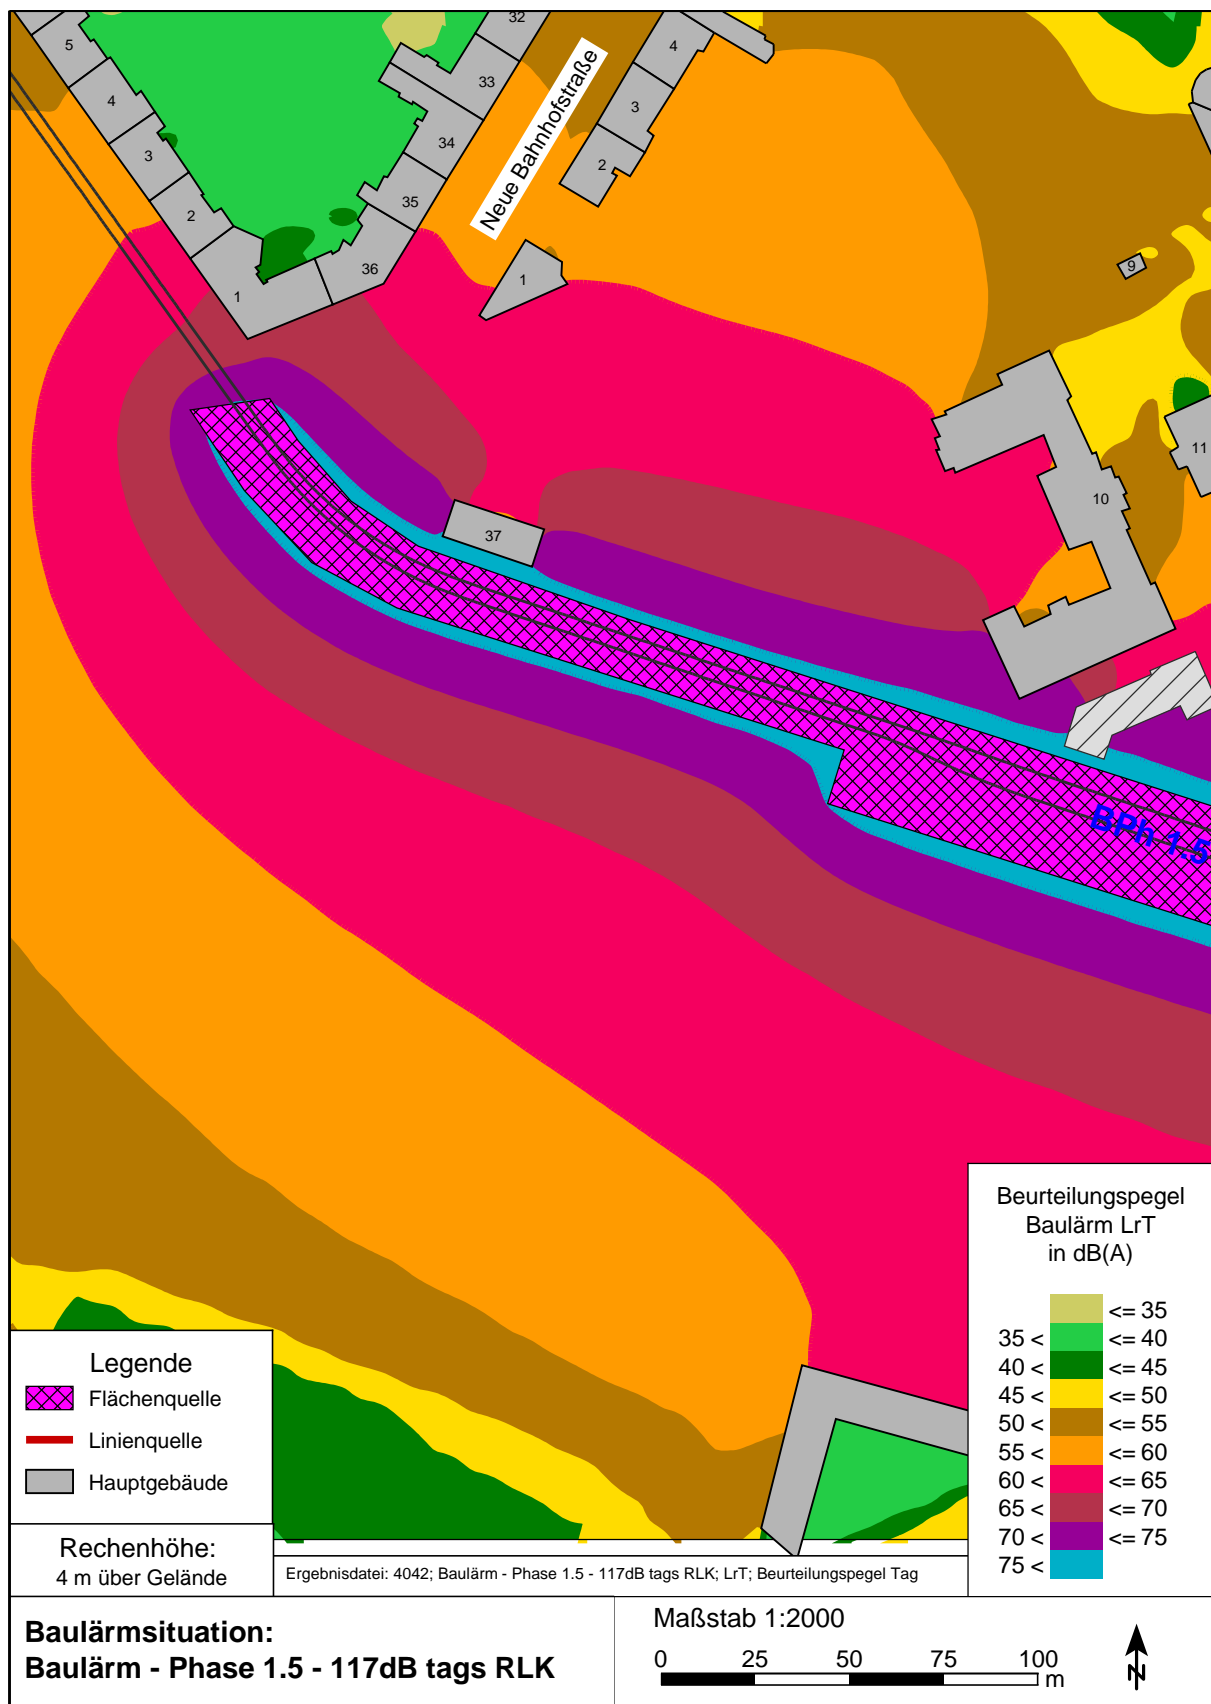 32
5
4
33
4
3
34
3
2
Neue Bahnhofstraße
2
35
36
1
1
9
37
10
11
BPh 1.5
Beurteilungspegel
Baulärm LrT
in dB(A)
<= 35
35 < <= 40
40 < <= 45
45 < <= 50
50 < <= 55
55 < <= 60
60 < <= 65
65 < <= 70
70 < <= 75
75 <
Legende
Flächenquelle
Linienquelle
Hauptgebäude
Rechenhöhe:
4 m über Gelände
Ergebnisdatei: 4042; Baulärm - Phase 1.5 - 117dB tags RLK; LrT; Beurteilungspegel Tag
Baulärmsituation:
Baulärm - Phase 1.5 - 117dB tags RLK
Maßstab 1:2000
0 25 50 75 100
m
N